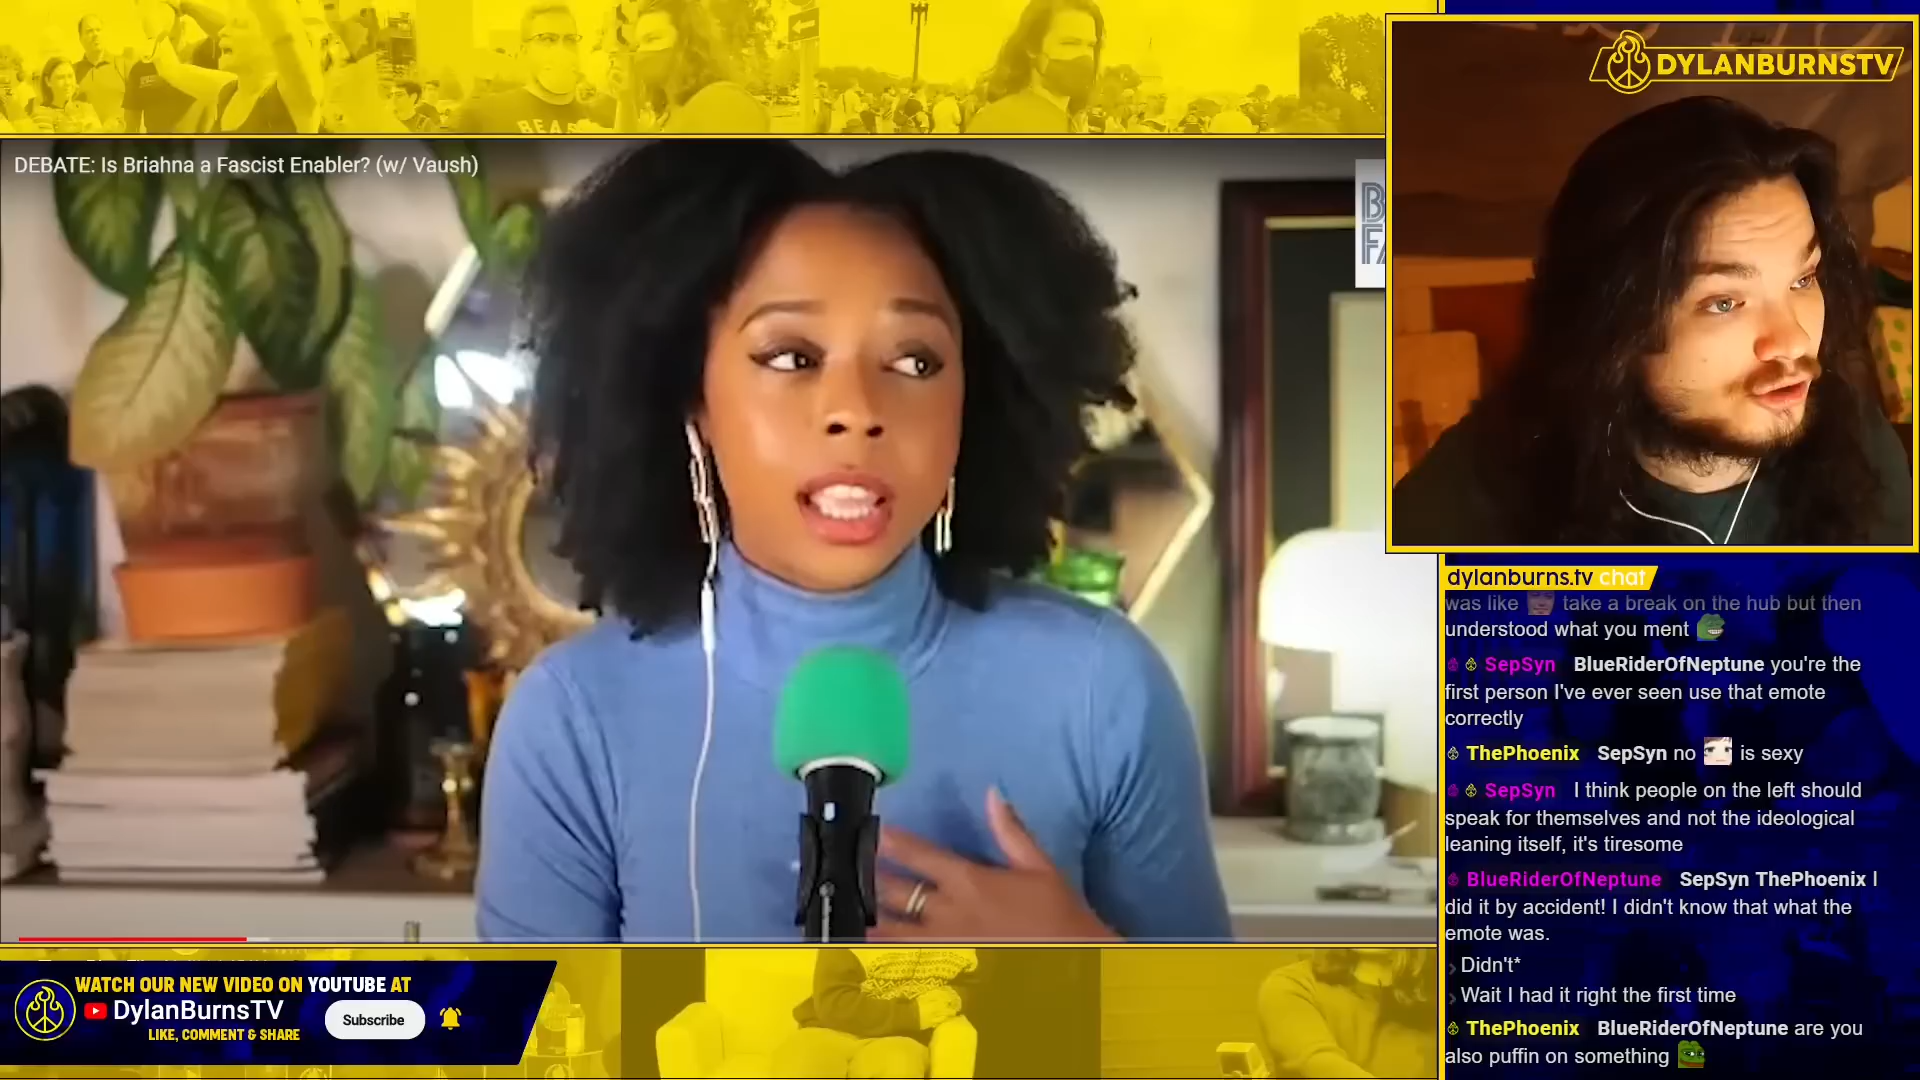 BEAS
DYLANBURNSTV
DEBATE: Is Briahna a Fascist Enabler? (w/ Vaush)
B
FA
dylanburns.tv chat
was like take a break on the hub but then
understood what you ment
SepSyn BlueRiderOfNeptune you're the
first person I've ever seen use that emote
correctly
ThePhoenix SepSyn no is sexy
SepSyn I think people on the left should
speak for themselves and not the ideological
leaning itself, it's tiresome
BlueRiderOfNeptune SepSyn ThePhoenix I
did it by accident! I didn't know that what the
emote was.
Didn't*
Wait I had it right the first time
ThePhoenix BlueRiderOfNeptune are you
also puffin on something
WATCH OUR NEW VIDEO ON YOUTUBE AT
DylanBurnsTV
LIKE, COMMENT & SHARE
Subscribe